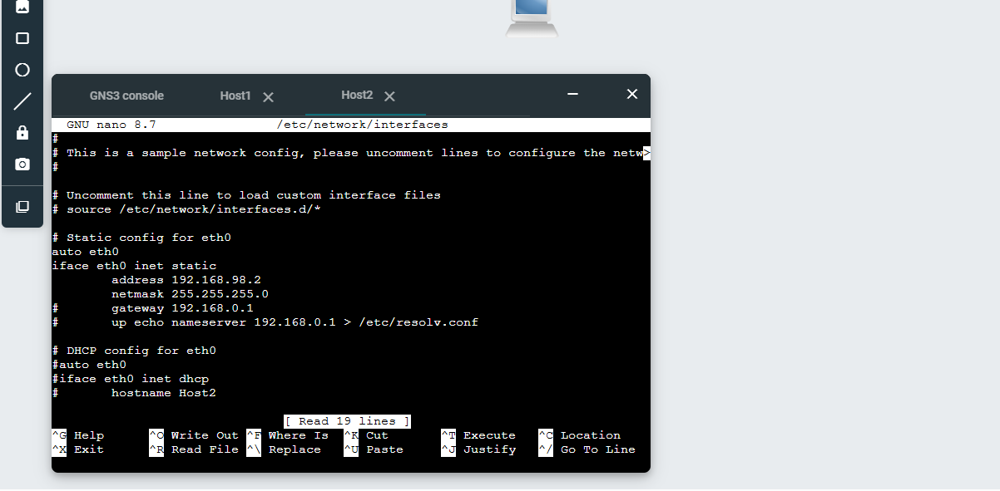 GNS3 console Host1 Host2
GNU nano 8.7 /etc/network/interfaces
#
# This is a sample network config, please uncomment lines to configure the netw>
#
# Uncomment this line to load custom interface files
# source /etc/network/interfaces.d/*
# Static config for eth0
auto eth0
iface eth0 inet static
address 192.168.98.2
netmask 255.255.255.0
# gateway 192.168.0.1
# up echo nameserver 192.168.0.1 > /etc/resolv.conf
# DHCP config for eth0
#auto eth0
#iface eth0 inet dhcp
# hostname Host2
[ Read 19 lines ]
^G Help ^O Write Out ^F Where Is ^K Cut ^T Execute ^C Location
^X Exit ^R Read File ^\ Replace ^U Paste ^J Justify ^/ Go To Line